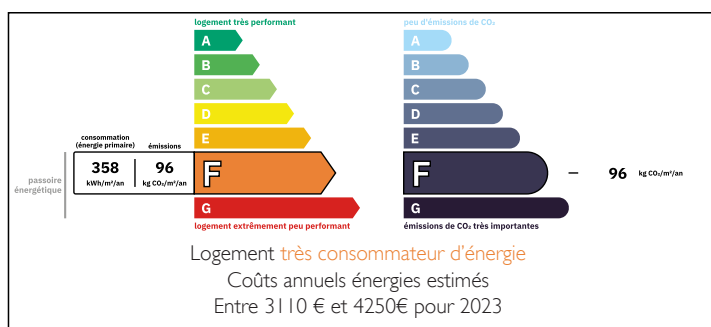 logement très performant
A
B
C
D
E
consommation
(énergie primaire)
émissions
358
kWh/m²/an
96
kg CO₂/m²/an
F
passoire
énergétique
G
logement extrêmement peu performant
peu d'émissions de CO₂
A
B
C
D
E
F
– 96 kg CO₂/m²/an
G
émissions de CO₂ très importantes
Logement très consommateur d'énergie
Coûts annuels énergies estimés
Entre 3110 € et 4250€ pour 2023